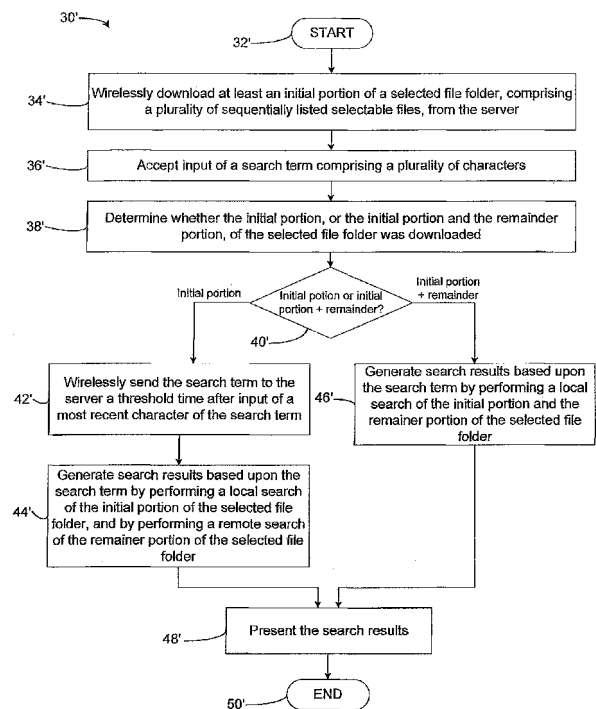 30'
START
32'
34'
Wirelessly download at least an initial portion of a selected file folder, comprising
a plurality of sequentially listed selectable files, from the server
36'
Accept input of a search term comprising a plurality of characters
38'
Determine whether the initial portion, or the initial portion and the remainder
portion, of the selected file folder was downloaded
Initial portion
Initial potion or initial
portion + remainder?
Initial portion
+ remainder
40'
42'
Wirelessly send the search term to the
server a threshold time after input of a
most recent character of the search term
46'
Generate search results based upon
the search term by performing a local
search of the initial portion and the
remainer portion of the selected file
folder
44'
Generate search results based upon
the search term by performing a local search
of the initial portion of the selected file
folder, and by performing a remote search
of the remainer portion of the selected file
folder
48'
Present the search results
50'
END